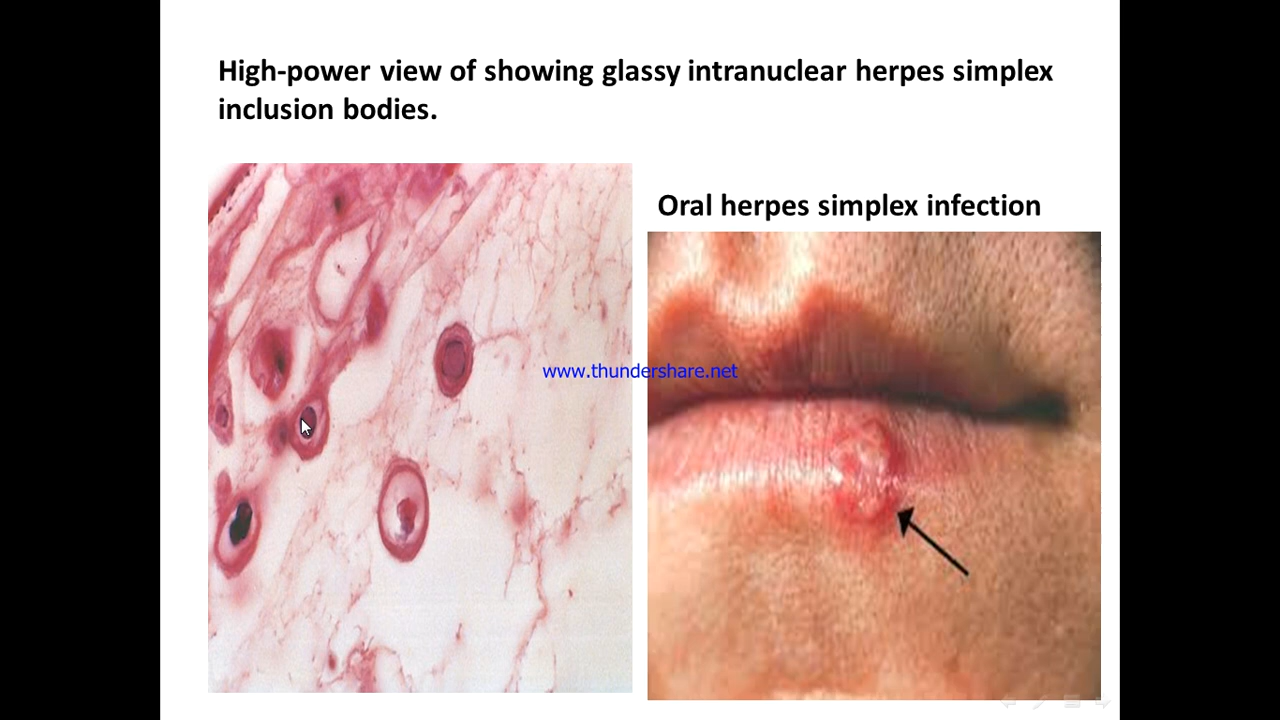 High-power view of showing glassy intranuclear herpes simplex
inclusion bodies.
Oral herpes simplex infection
www.thundershare.net